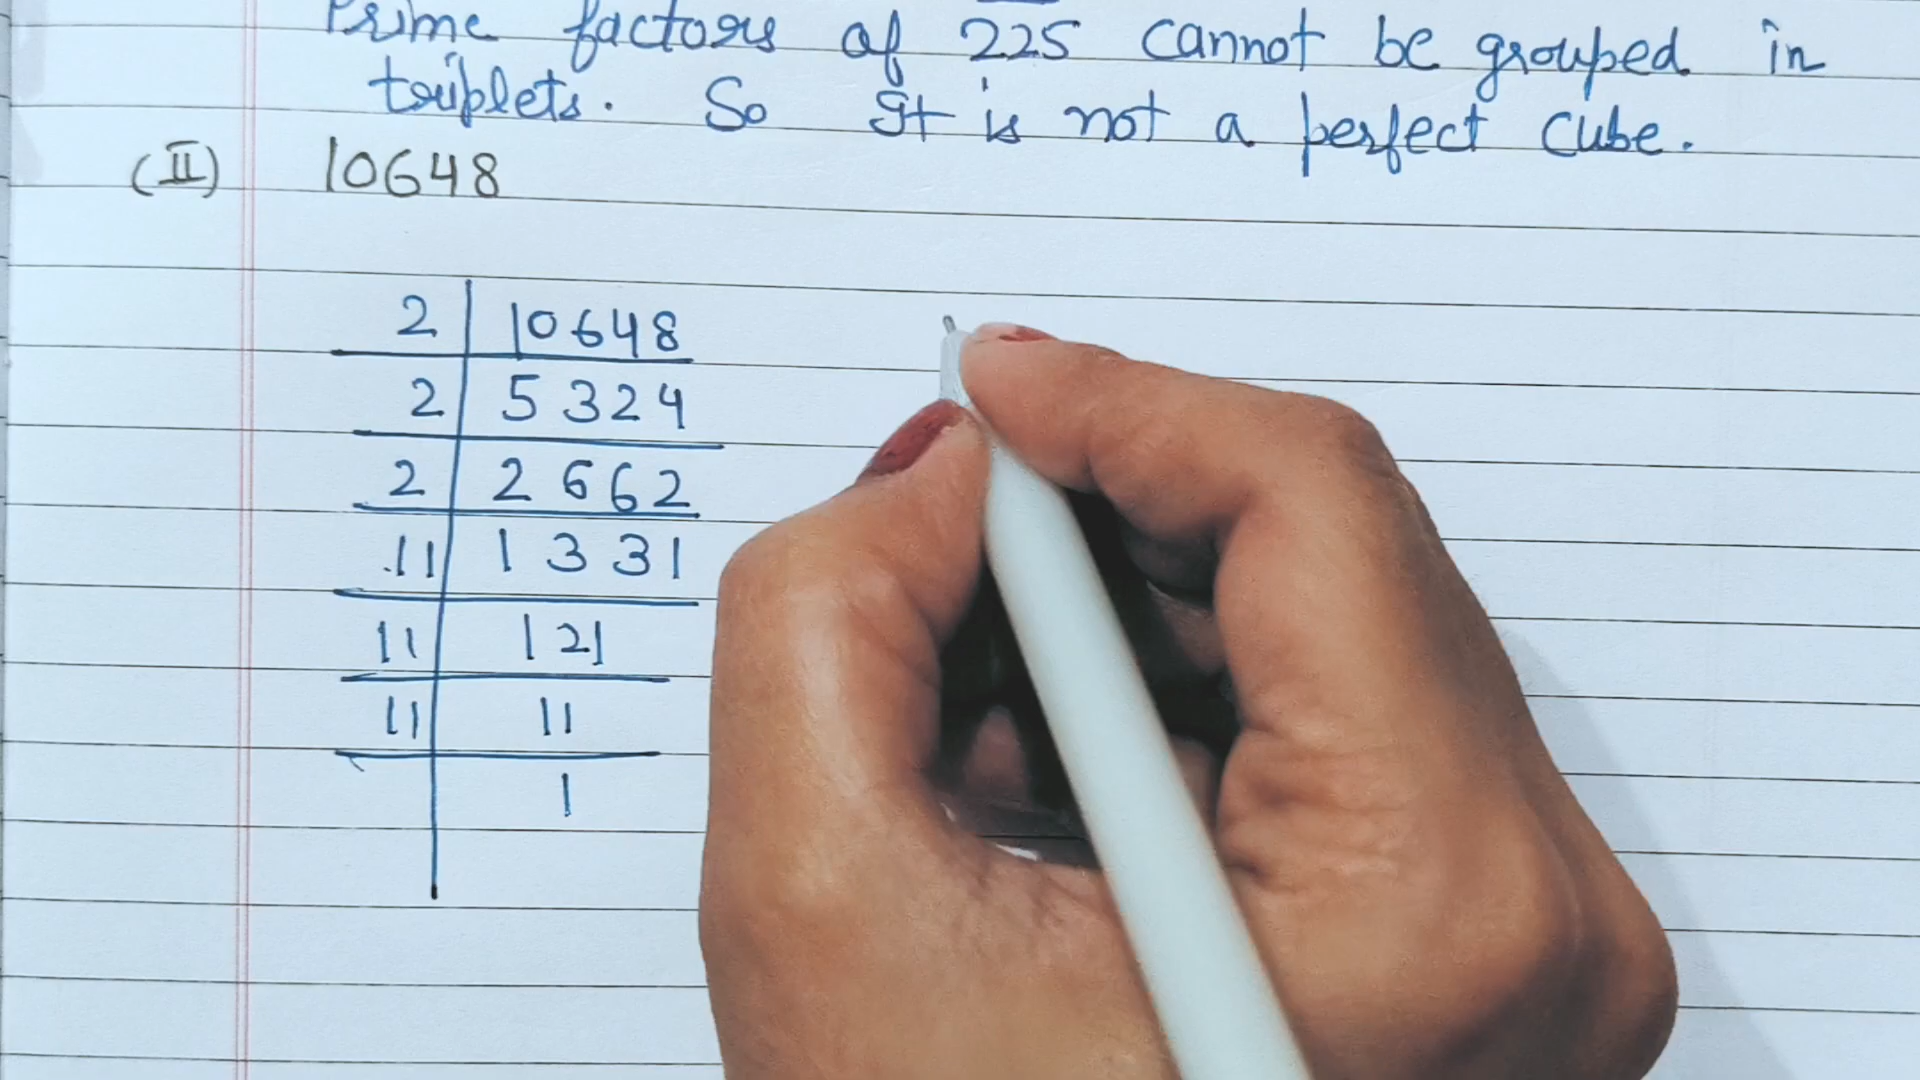 Prime factors of 225 cannot be grouped in
triplets. So It is not a perfect cube.
(II) 10648
2 | 10648
2 | 5324
2 | 2662
11 | 1331
11 | 121
11 | 11
| 1